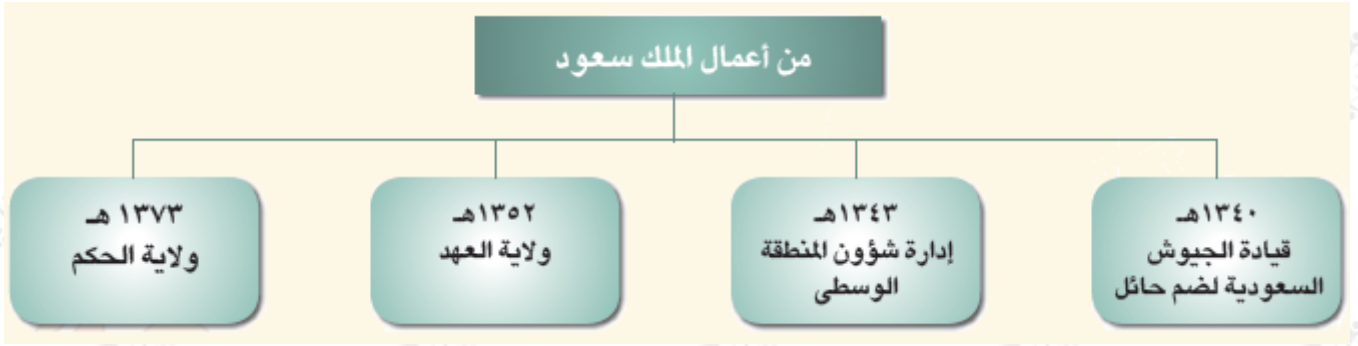 من أعمال الملك سعود
١٣٤٠هـ
قيادة الجيوش
السعودية لضم حائل
١٣٤٣هـ
إدارة شؤون المنطقة
الوسطى
١٣٥٢هـ
ولاية العهد
١٣٧٣ هـ
ولاية الحكم